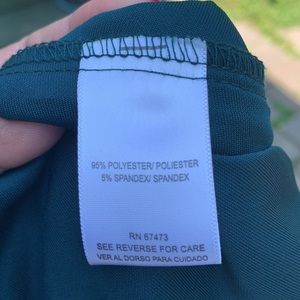 95% POLYESTER/ POLIESTER
5% SPANDEX/ SPANDEX
RN 67473
SEE REVERSE FOR CARE
VER AL DORSO PARA CUIDADO